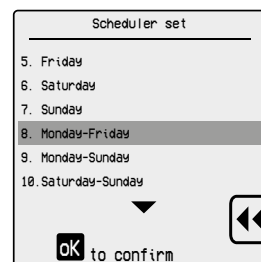 Scheduler set
5. Friday
6. Saturday
7. Sunday
8. Monday-Friday
9. Monday-Sunday
10.Saturday-Sunday
OK to confirm